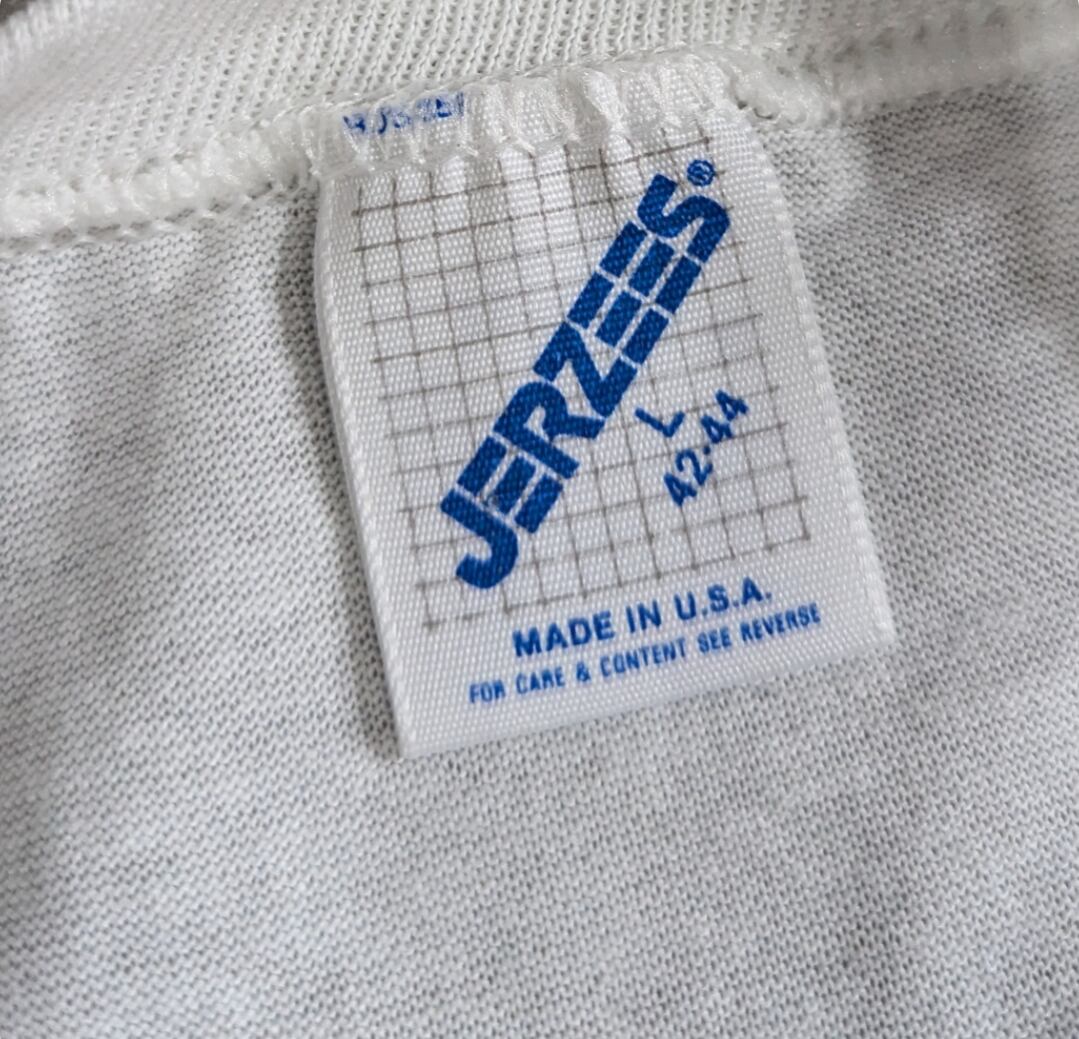 JERZEES®
L
42-44
MADE IN U.S.A.
FOR CARE & CONTENT SEE REVERSE